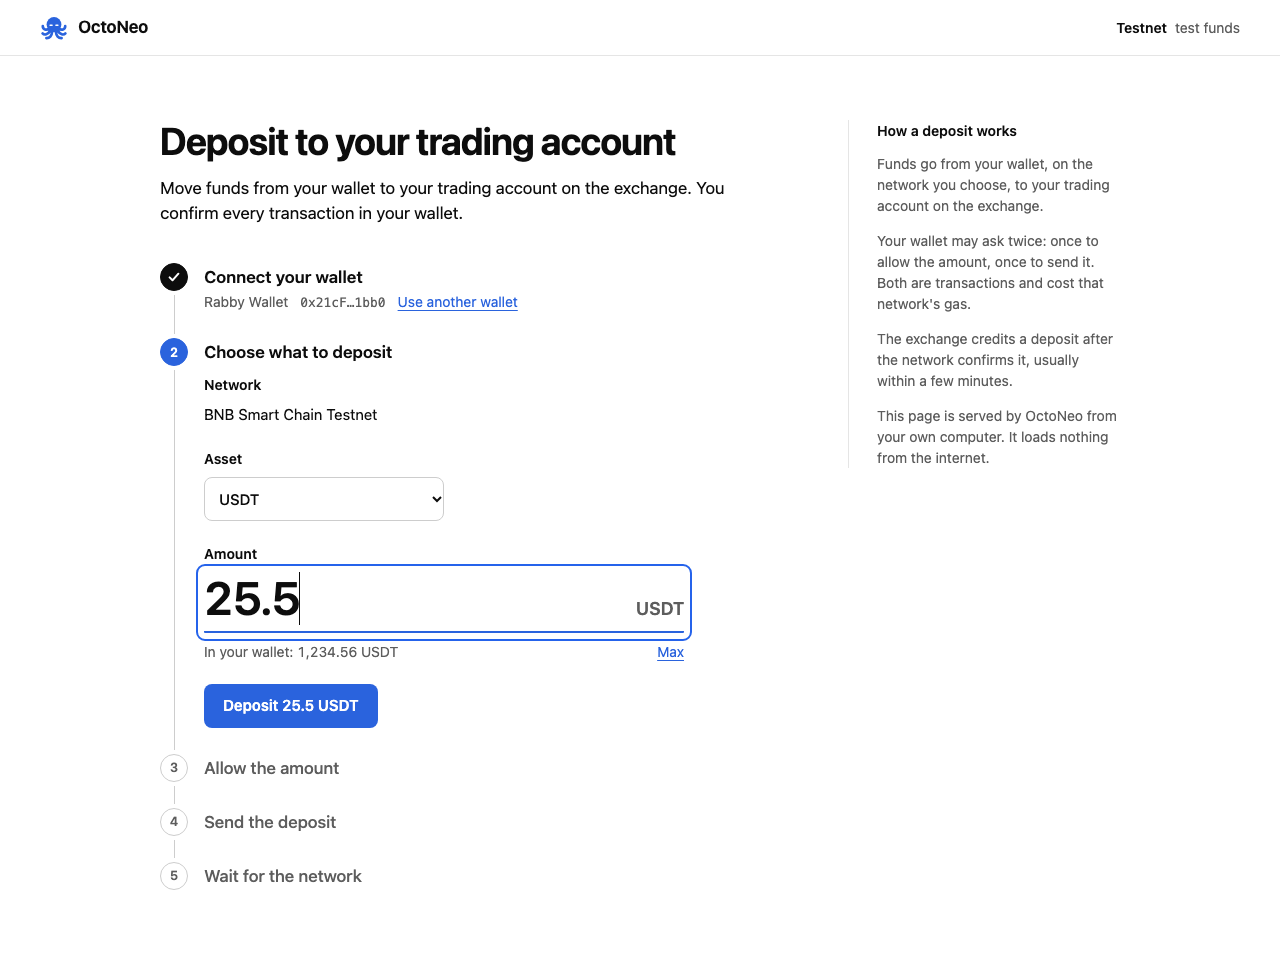 OctoNeo
Testnet test funds
Deposit to your trading account
Move funds from your wallet to your trading account on the exchange. You
confirm every transaction in your wallet.
Connect your wallet
Rabby Wallet 0x21cF…1bb0 Use another wallet
2 Choose what to deposit
Network
BNB Smart Chain Testnet
Asset
USDT
Amount
25.5 USDT
In your wallet: 1,234.56 USDT Max
Deposit 25.5 USDT
3 Allow the amount
4 Send the deposit
5 Wait for the network
How a deposit works
Funds go from your wallet, on the
network you choose, to your trading
account on the exchange.
Your wallet may ask twice: once to
allow the amount, once to send it.
Both are transactions and cost that
network's gas.
The exchange credits a deposit after
the network confirms it, usually
within a few minutes.
This page is served by OctoNeo from
your own computer. It loads nothing
from the internet.